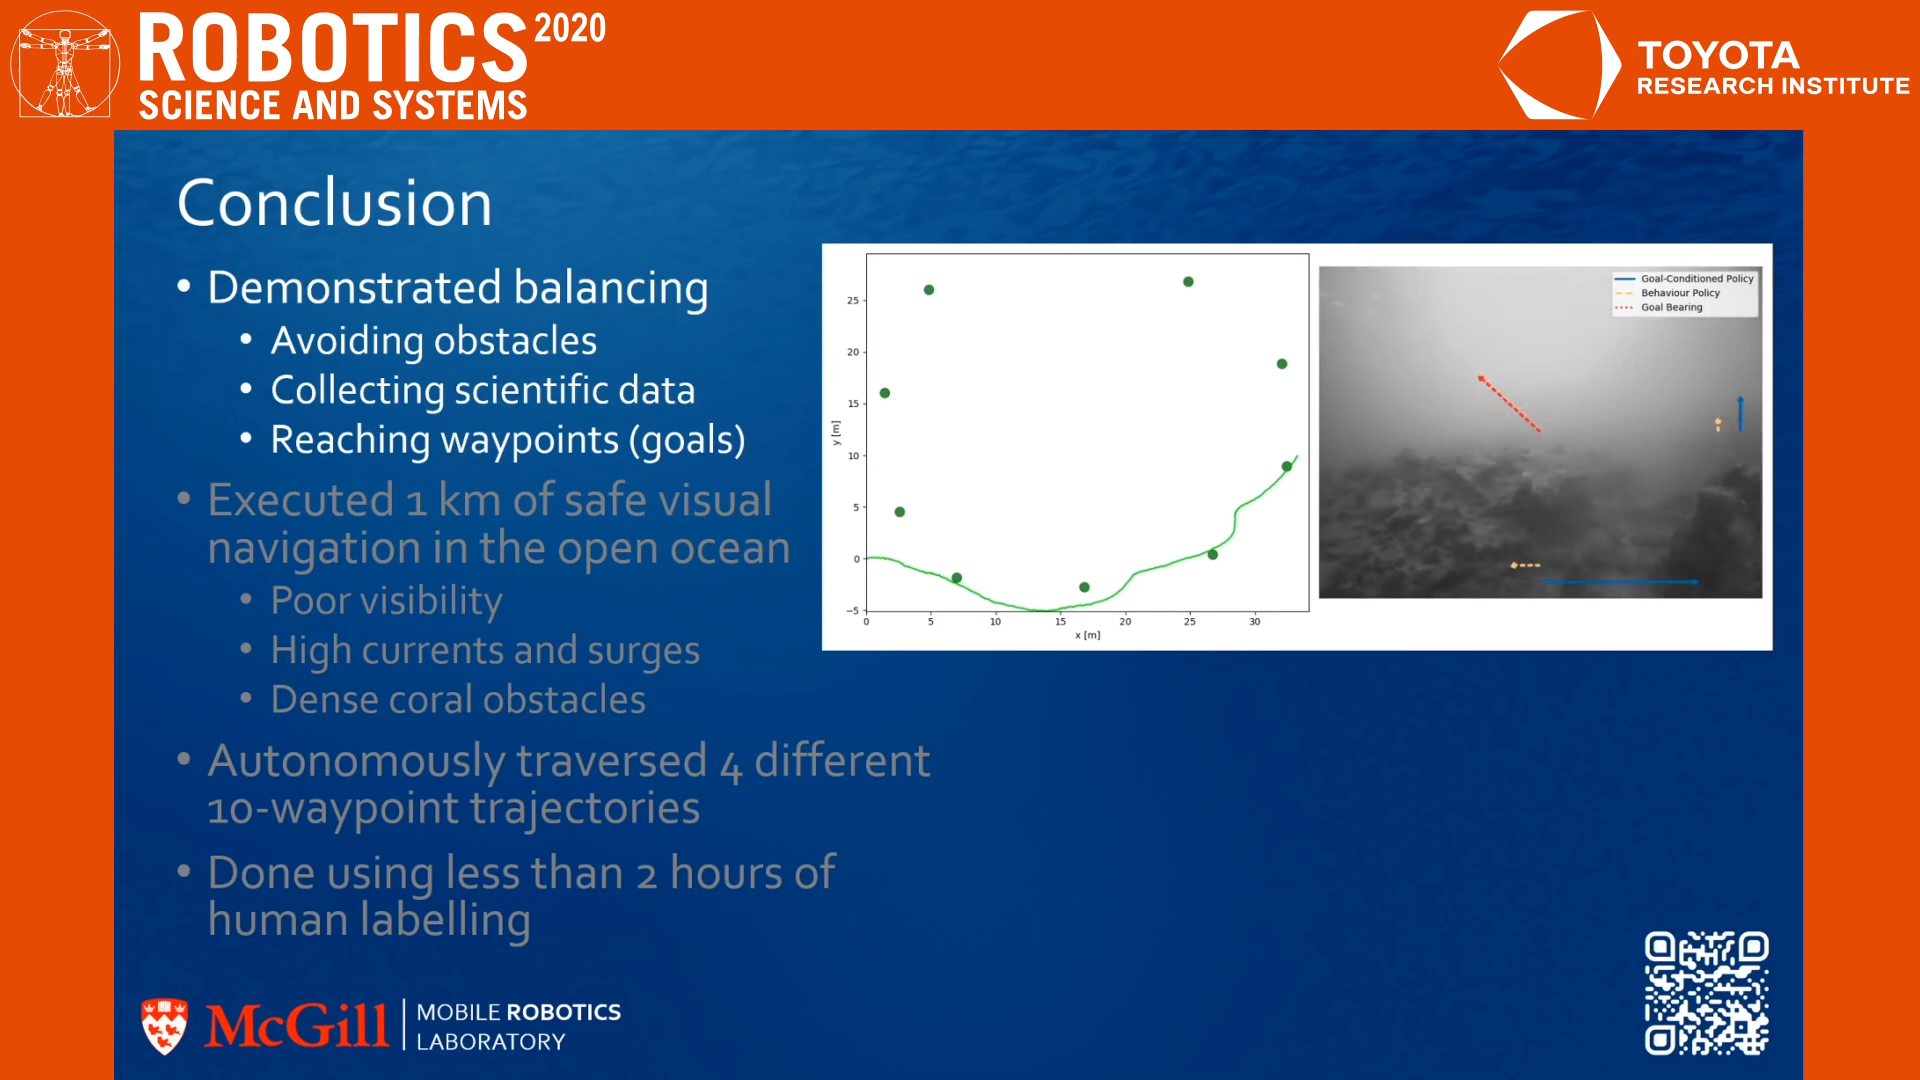 ROBOTICS 2020
SCIENCE AND SYSTEMS
TOYOTA
RESEARCH INSTITUTE
Conclusion
• Demonstrated balancing
• Avoiding obstacles
• Collecting scientific data
• Reaching waypoints (goals)
• Executed 1 km of safe visual
navigation in the open ocean
• Poor visibility
• High currents and surges
• Dense coral obstacles
• Autonomously traversed 4 different
10-waypoint trajectories
• Done using less than 2 hours of
human labelling
25
20
15
10
5
0
−5
y [m]
0 5 10 15 20 25 30
x [m]
Goal-Conditioned Policy
Behaviour Policy
Goal Bearing
McGill
MOBILE ROBOTICS
LABORATORY